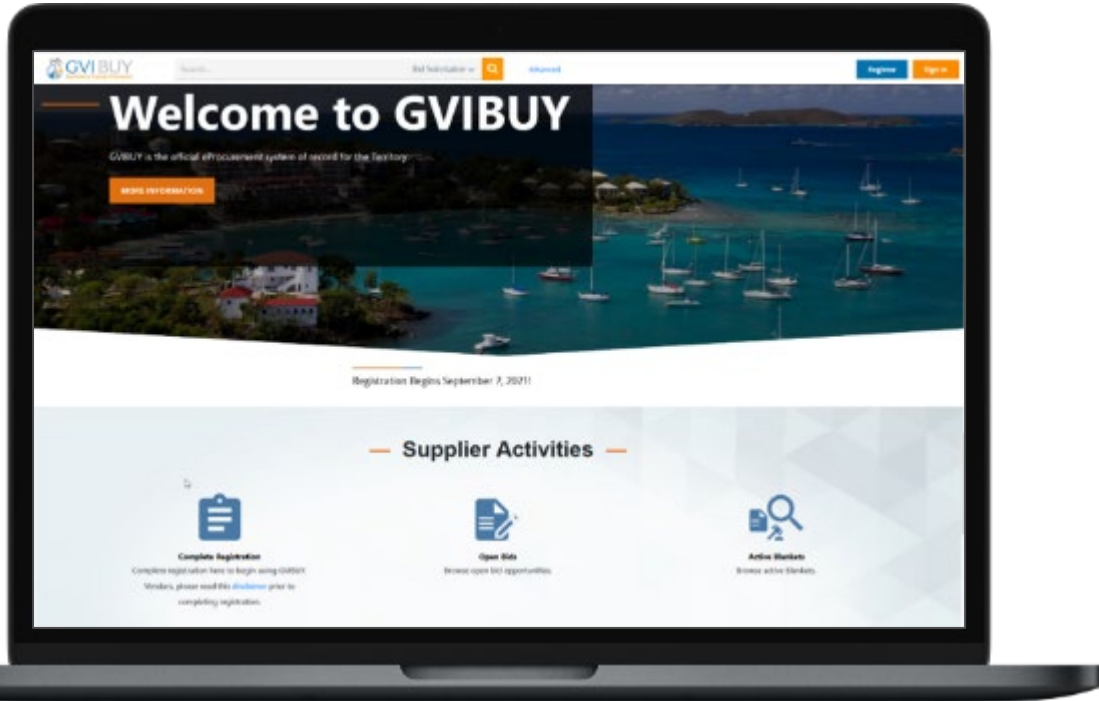 GVIBUY
Search...
Bid Solicitation
Advanced
Register
Sign In
Welcome to GVIBUY
GVIBUY is the official eProcurement system of record for the Territory
MORE INFORMATION
Registration Begins September 7, 2021!
Supplier Activities
Complete Registration
Complete registration here to begin using GVIBUY.
Vendors, please read this disclaimer prior to
completing registration.
Open Bids
Browse open bid opportunities.
Active Blankets
Browse active Blankets.